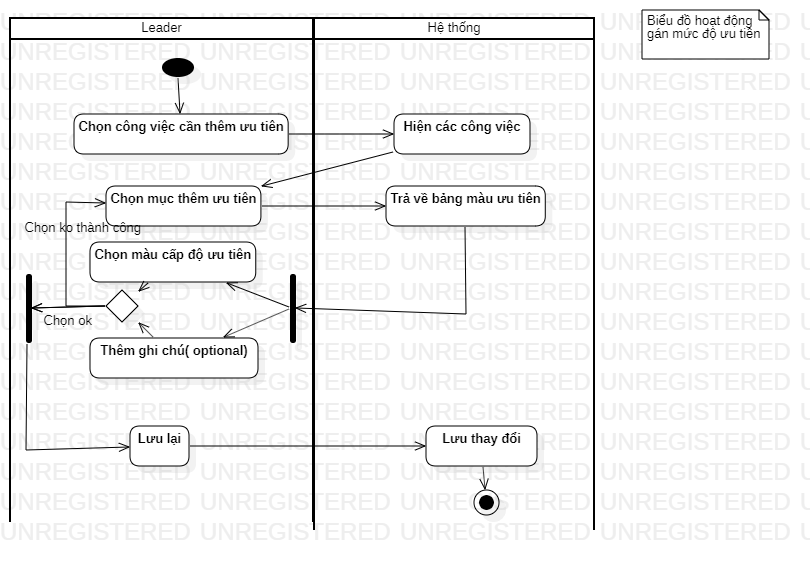 Leader
Hệ thống
Biểu đồ hoạt động
gán mức độ ưu tiên
Chọn công việc cần thêm ưu tiên
Hiện các công việc
Chọn mục thêm ưu tiên
Trả về bảng màu ưu tiên
Chọn ko thành công
Chọn màu cấp độ ưu tiên
Chọn ok
Thêm ghi chú( optional)
Lưu lại
Lưu thay đổi
UNREGISTERED